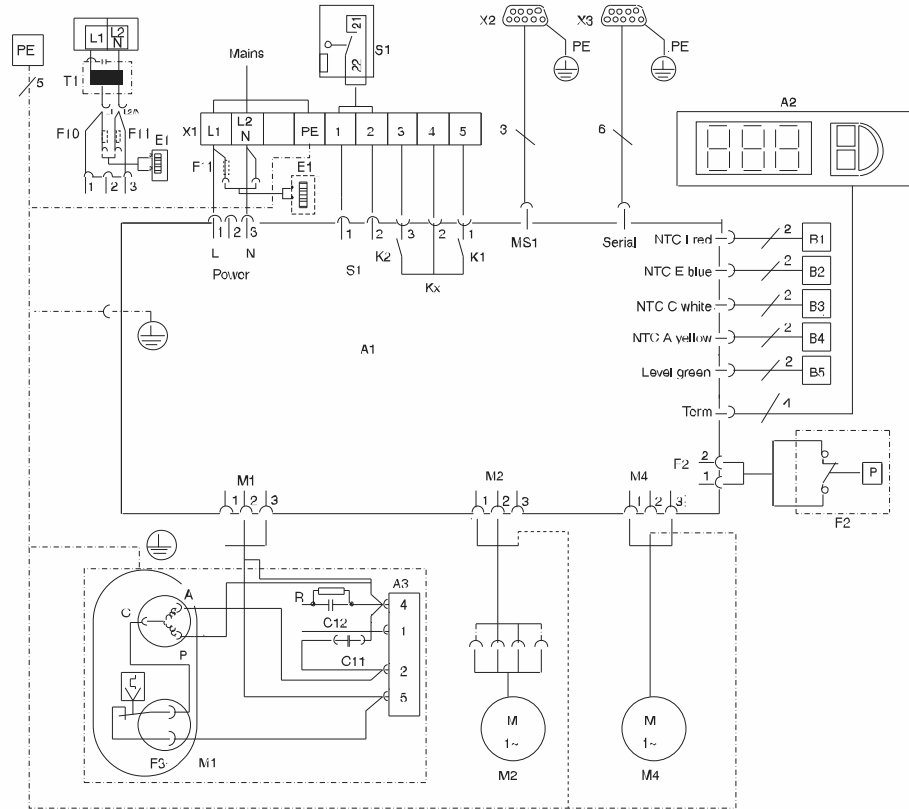 X2
X3
PE
L1
L2
N
21
22
S1
PE
PE
T1
5
Mains
A2
F10
F11
E1
1 2 3
X1
L1
L2
N
PE
1 2 3 4 5
3
6
E1
1 2 3
L N
Power
1 2 3
S1
K2
K1
Kx
MS1
Serial
NTC I red
2
B1
NTC E blue
2
B2
NTC C white
2
B3
NTC A yellow
2
B4
Level green
2
B5
A1
F2
2
1
P
F2
M1
1 2 3
M2
1 2 3
M4
1 2 3
A
C
P
R
C12
C11
A3
4
1
2
5
F3
M1
M
1~
M2
M
1~
M4